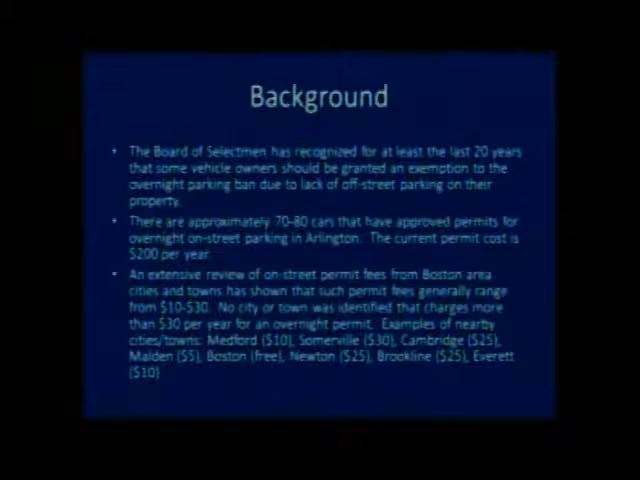 Background
• The Board of Selectmen has recognized for at least the last 20 years
that some vehicle owners should be granted an exemption to the
overnight parking ban due to lack of off-street parking on their
property.
• There are approximately 70-80 cars that have approved permits for
overnight on-street parking in Arlington. The current permit cost is
$200 per year.
• An extensive review of on-street permit fees from Boston area
cities and towns has shown that such permit fees generally range
from $10-$30. No city or town was identified that charges more
than $30 per year for an overnight permit. Examples of nearby
cities/towns: Medford ($10), Somerville ($30), Cambridge ($25),
Malden ($5), Boston (free), Newton ($25), Brookline ($25), Everett
($10)